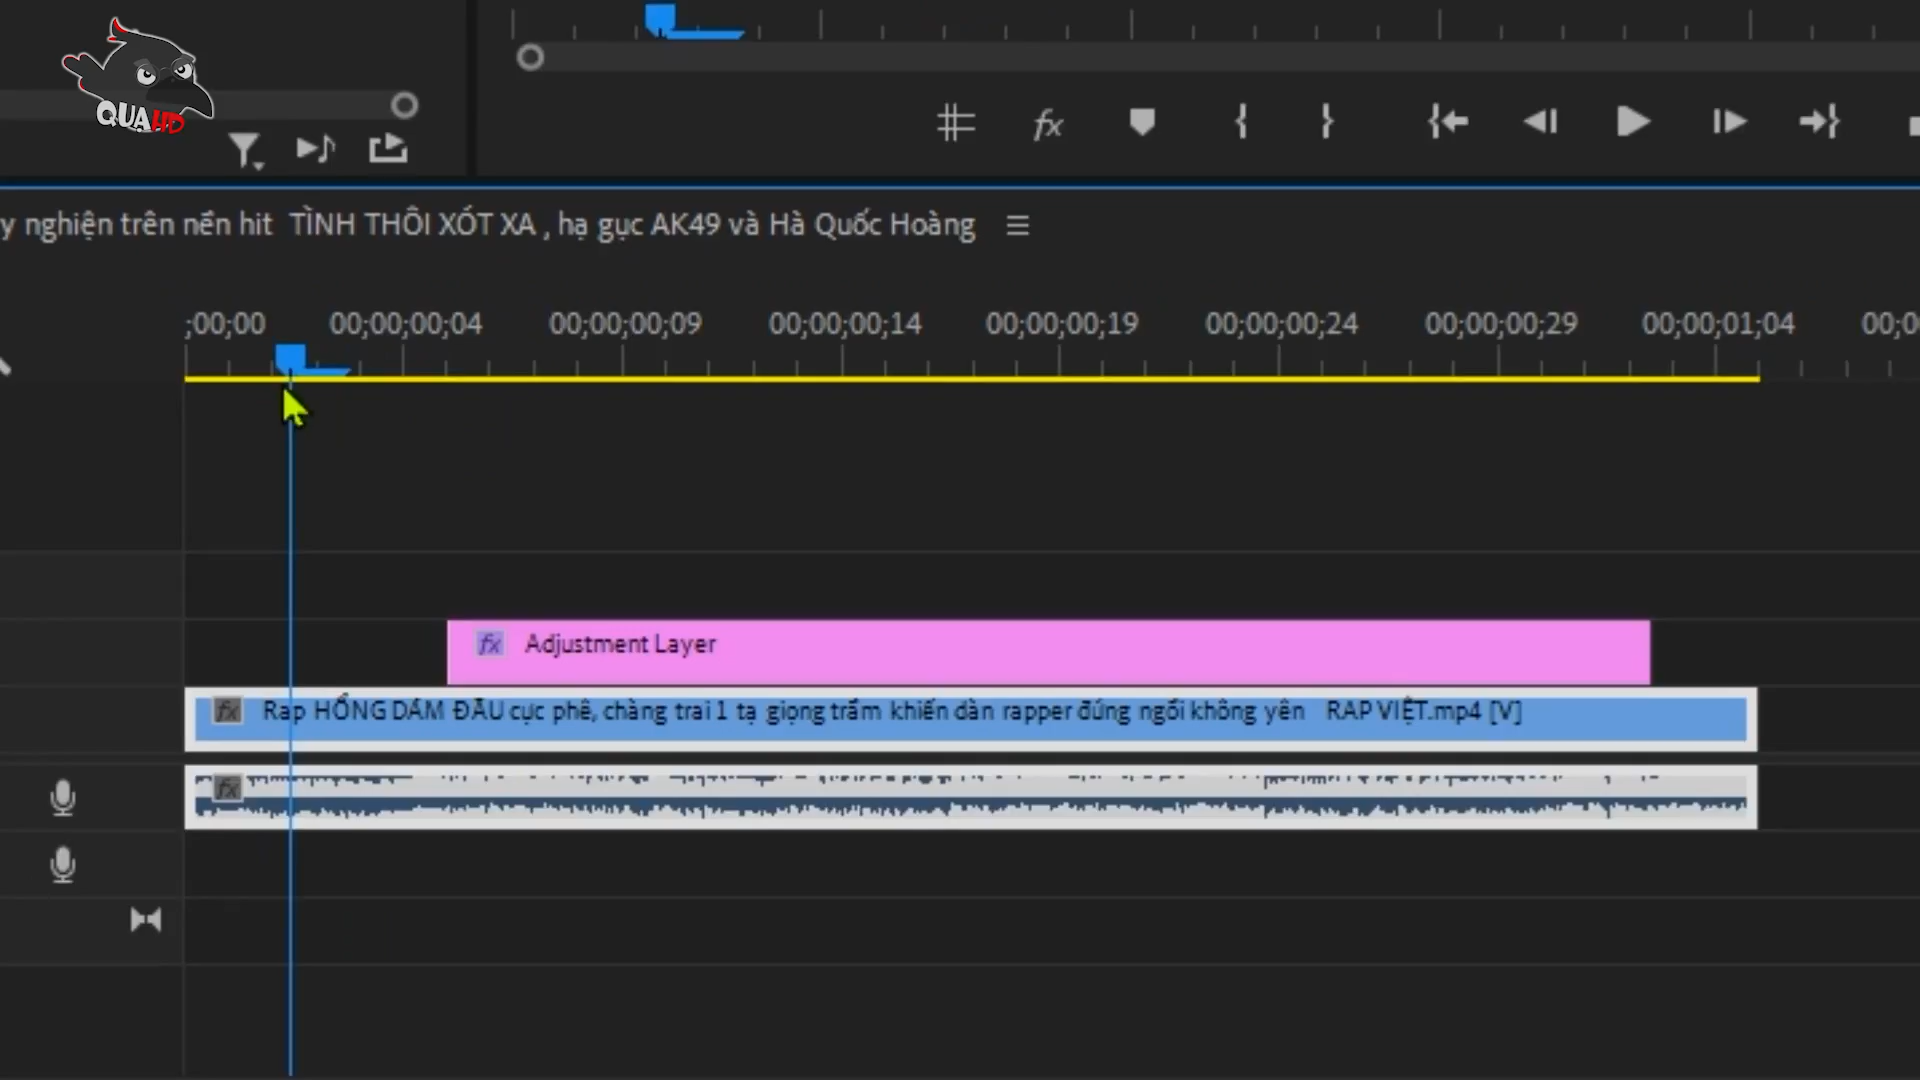 QUAHD
y nghiện trên nền hit TÌNH THÔI XÓT XA , hạ gục AK49 và Hà Quốc Hoàng
;00;00 00;00;00;04 00;00;00;09 00;00;00;14 00;00;00;19 00;00;00;24 00;00;00;29 00;00;01;04 00;0
fx Adjustment Layer
fx Rap HỒNG DÁM ĐẦU cực phê, chàng trai 1 tạ giọng trầm khiến dàn rapper đứng ngồi không yên RAP VIỆT.mp4 [V]
fx